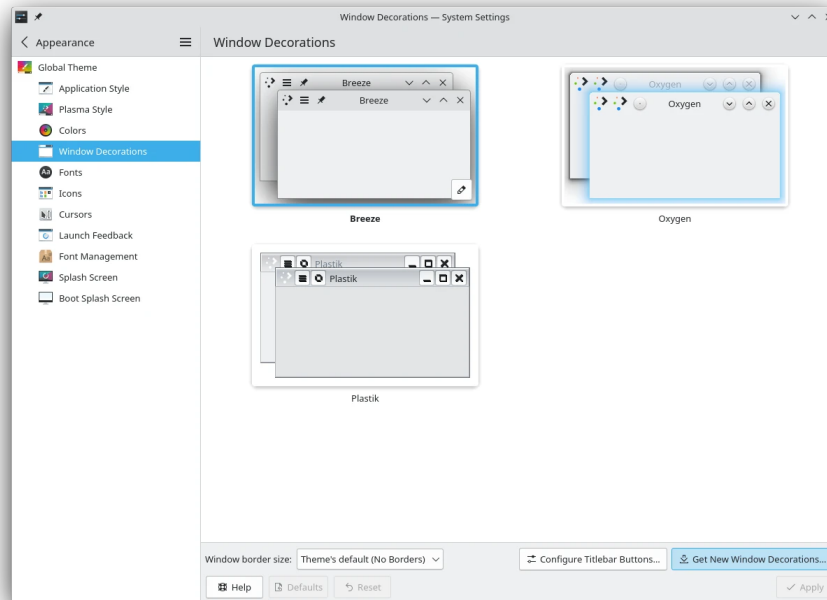 Window Decorations — System Settings
Appearance
Window Decorations
Global Theme
Application Style
Plasma Style
Colors
Window Decorations
Fonts
Icons
Cursors
Launch Feedback
Font Management
Splash Screen
Boot Splash Screen
Breeze
Breeze
Breeze
Oxygen
Oxygen
Oxygen
Plastik
Plastik
Plastik
Window border size: Theme's default (No Borders)
Configure Titlebar Buttons...
Get New Window Decorations...
Help
Defaults
Reset
Apply